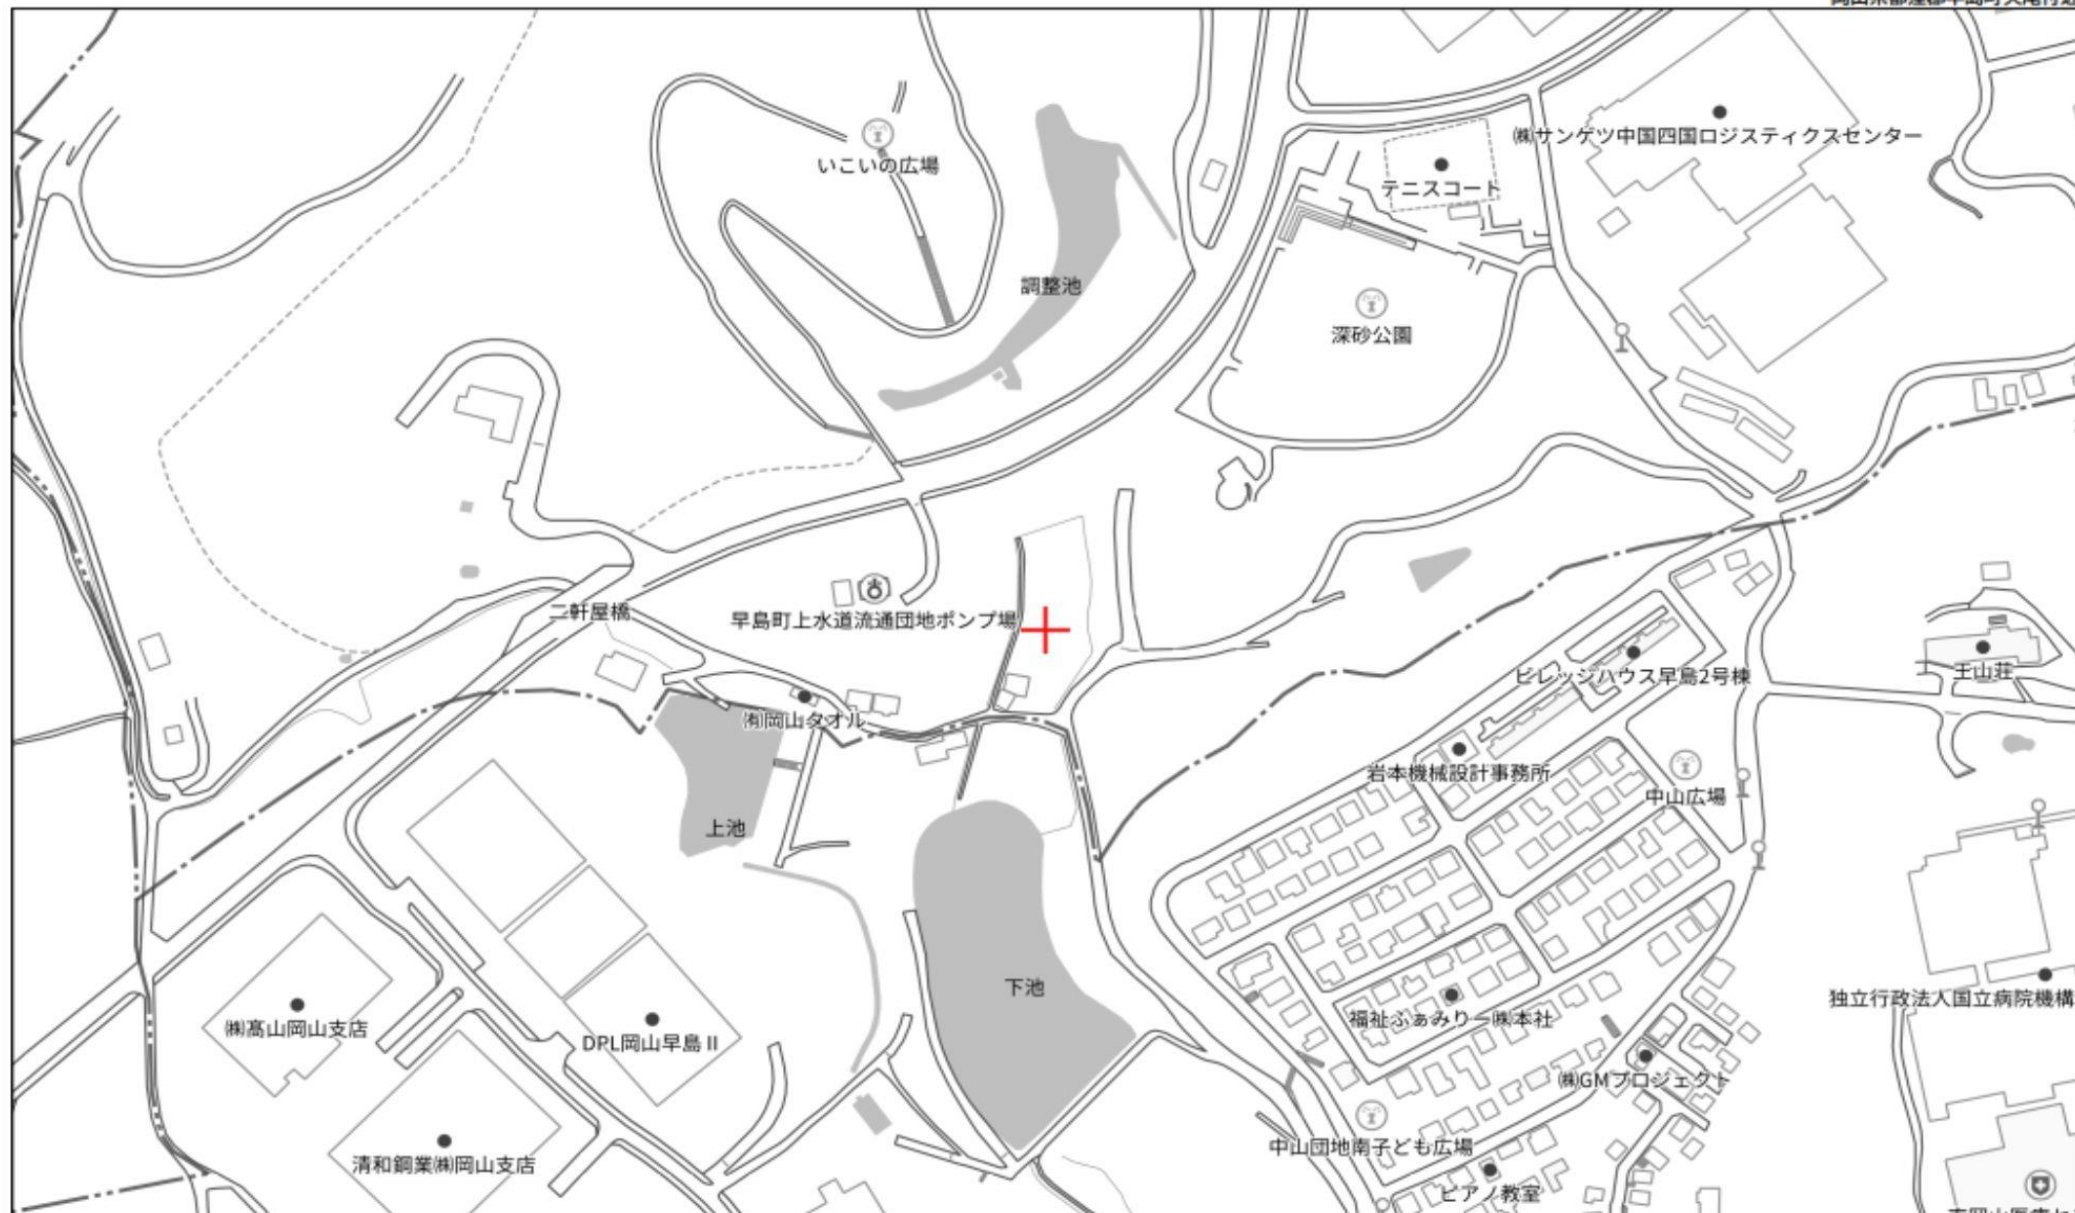 ㈱サンゲツ中国四国ロジスティクスセンター
いこいの広場
テニスコート
調整池
深砂公園
二軒屋橋
早島町上水道流通団地ポンプ場
ビレッジハウス早島2号棟
王山荘
㈲岡山タオル
岩本機械設計事務所
中山広場
上池
下池
独立行政法人国立病院機構
㈱髙山岡山支店
DPL岡山早島Ⅱ
福祉ふぁみりー㈱本社
㈱GMプロジェクト
中山団地南子ども広場
清和鋼業㈱岡山支店
ピアノ教室